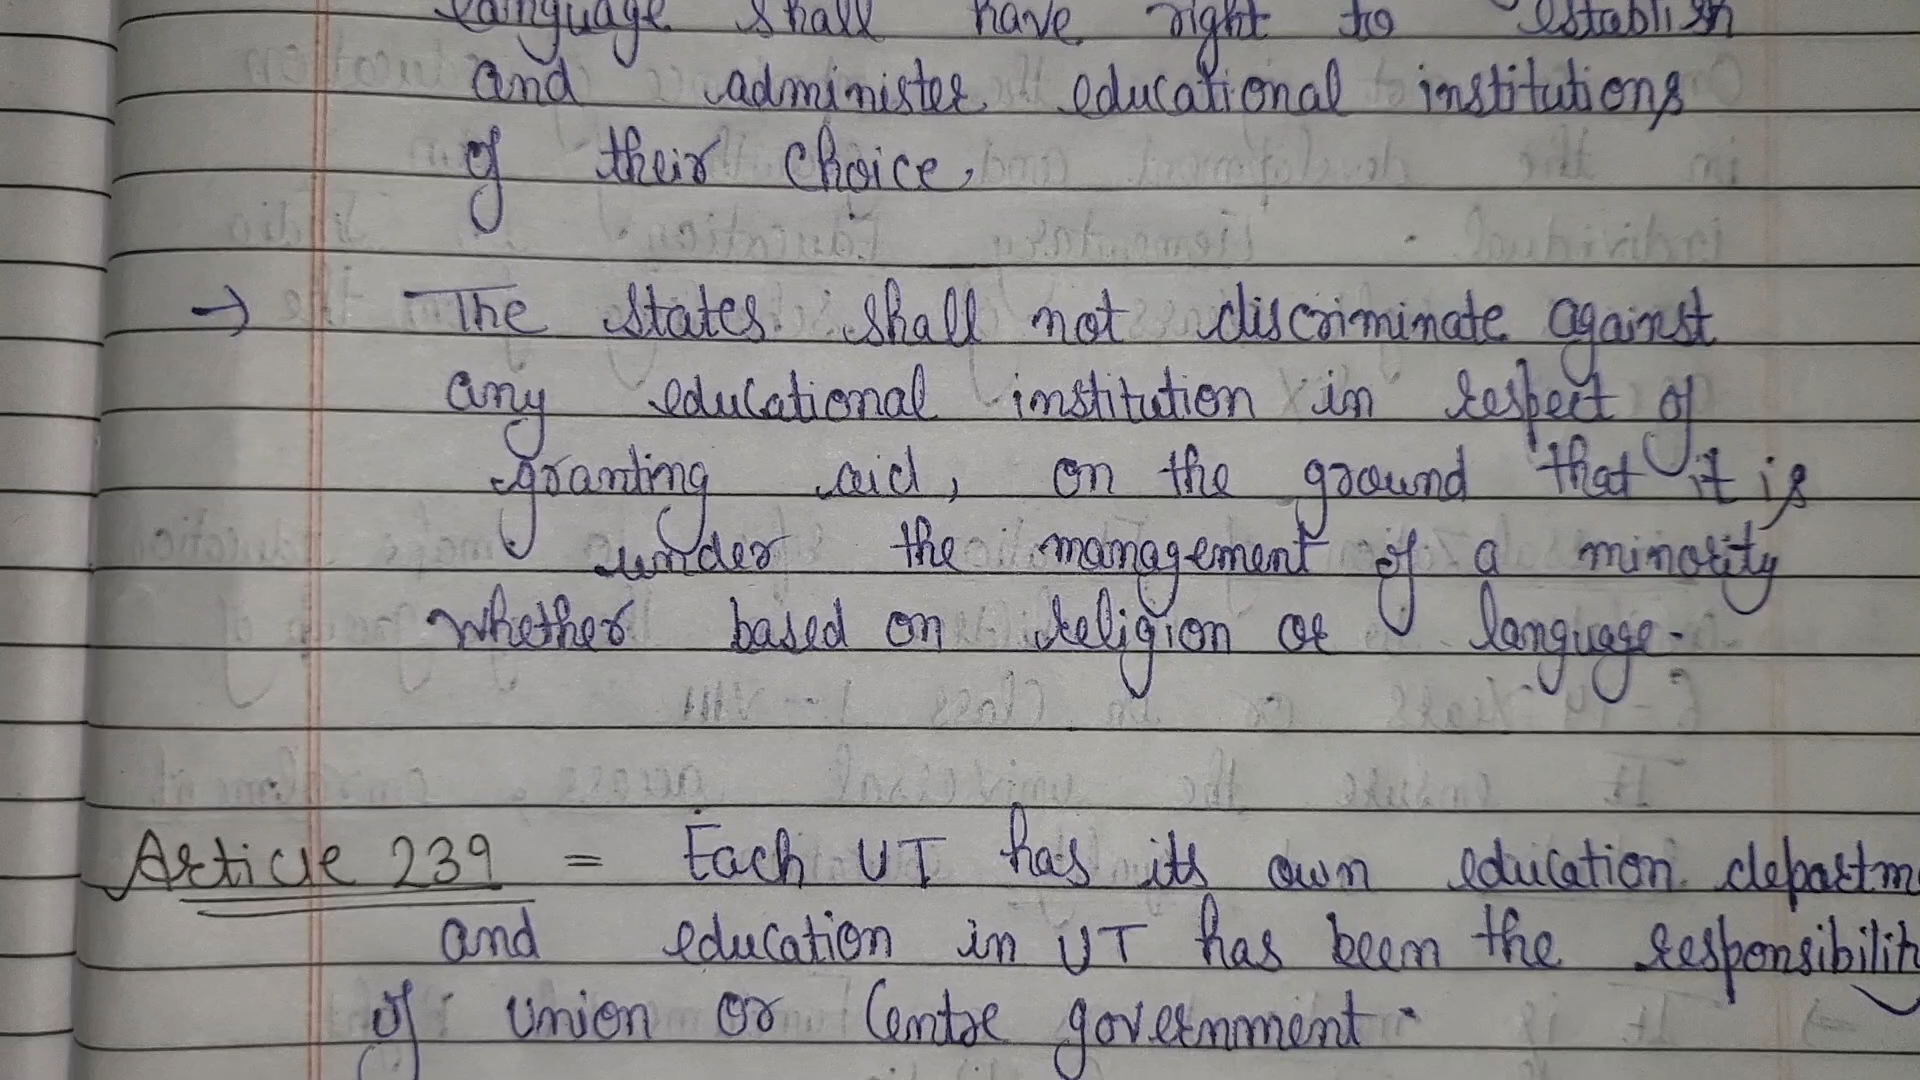 language shall have right to establish
and administer educational institutions
of their choice.
→ The states shall not discriminate against
any educational institution in respect of
granting aid, on the ground that it is
under the management of a minority
whether based on religion or language.
Article 239 = Each UT has its own education departm
and education in UT has been the responsibilit
of union or Centre government.